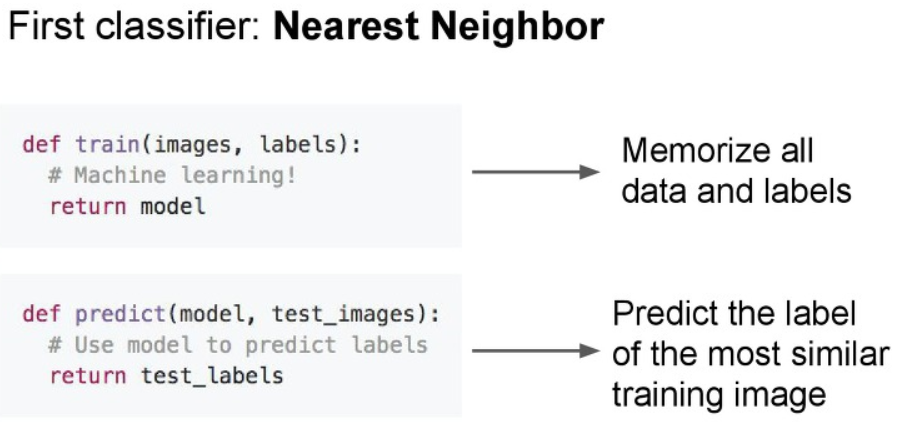 First classifier: Nearest Neighbor
def train(images, labels):
# Machine learning!
return model
Memorize all
data and labels
def predict(model, test_images):
# Use model to predict labels
return test_labels
Predict the label
of the most similar
training image